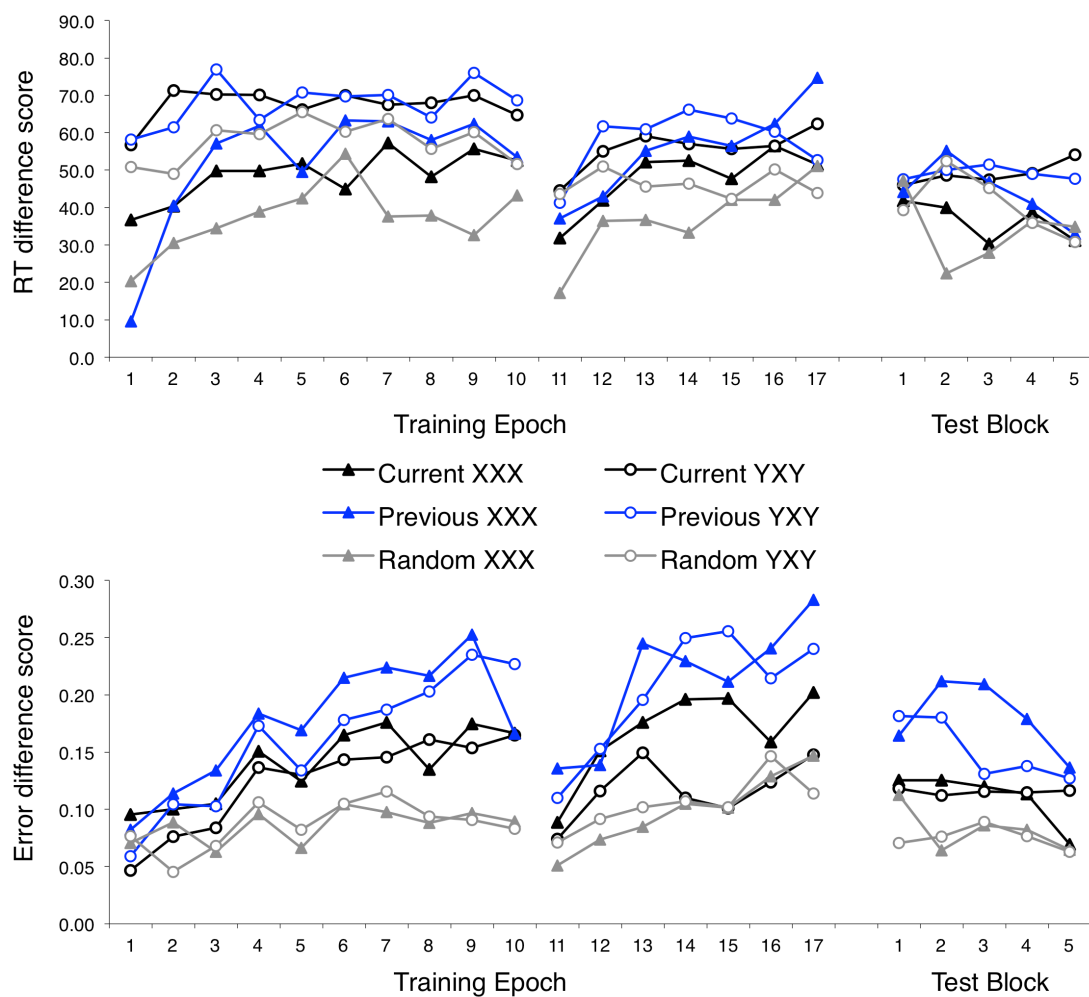 RT difference score
90.0
80.0
70.0
60.0
50.0
40.0
30.0
20.0
10.0
0.0
1 2 3 4 5 6 7 8 9 10 11 12 13 14 15 16 17 1 2 3 4 5
Training Epoch Test Block
Current XXX Current YXY
Previous XXX Previous YXY
Random XXX Random YXY
Error difference score
0.30
0.25
0.20
0.15
0.10
0.05
0.00
1 2 3 4 5 6 7 8 9 10 11 12 13 14 15 16 17 1 2 3 4 5
Training Epoch Test Block